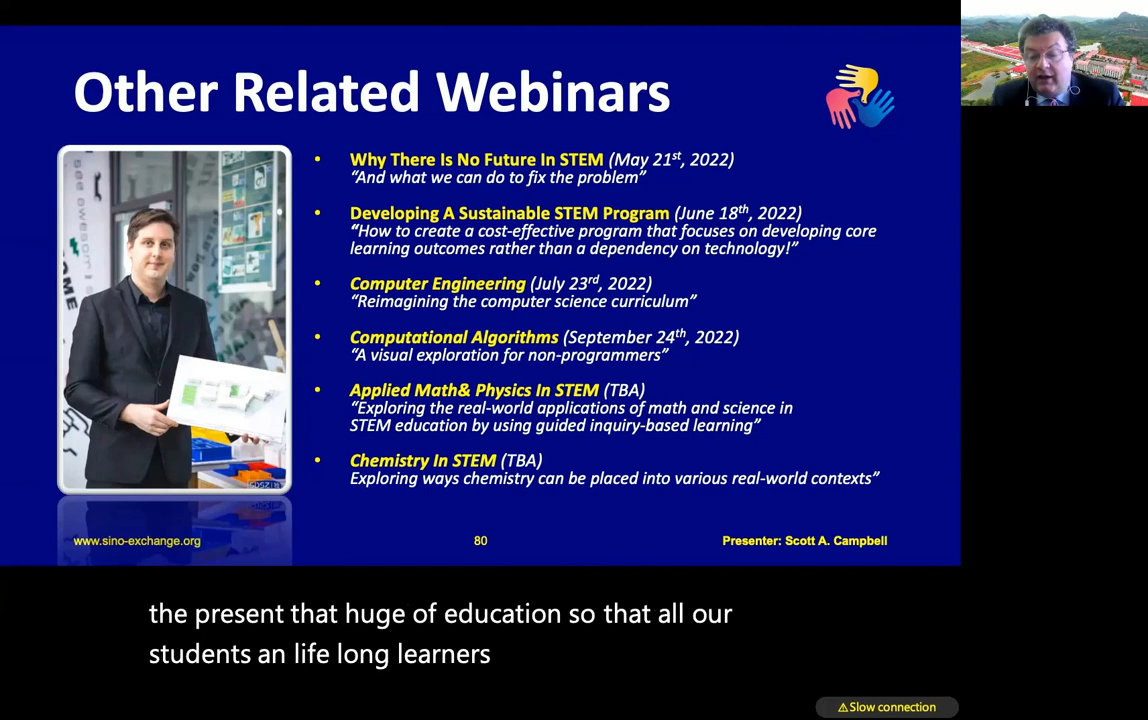 Other Related Webinars
• Why There Is No Future In STEM (May 21st, 2022)
“And what we can do to fix the problem”
• Developing A Sustainable STEM Program (June 18th, 2022)
“How to create a cost-effective program that focuses on developing core
learning outcomes rather than a dependency on technology!”
• Computer Engineering (July 23rd, 2022)
“Reimagining the computer science curriculum”
• Computational Algorithms (September 24th, 2022)
“A visual exploration for non-programmers”
• Applied Math& Physics In STEM (TBA)
“Exploring the real-world applications of math and science in
STEM education by using guided inquiry-based learning”
• Chemistry In STEM (TBA)
Exploring ways chemistry can be placed into various real-world contexts”
www.sino-exchange.org
80
Presenter: Scott A. Campbell
the present that huge of education so that all our
students an life long learners
⚠Slow connection